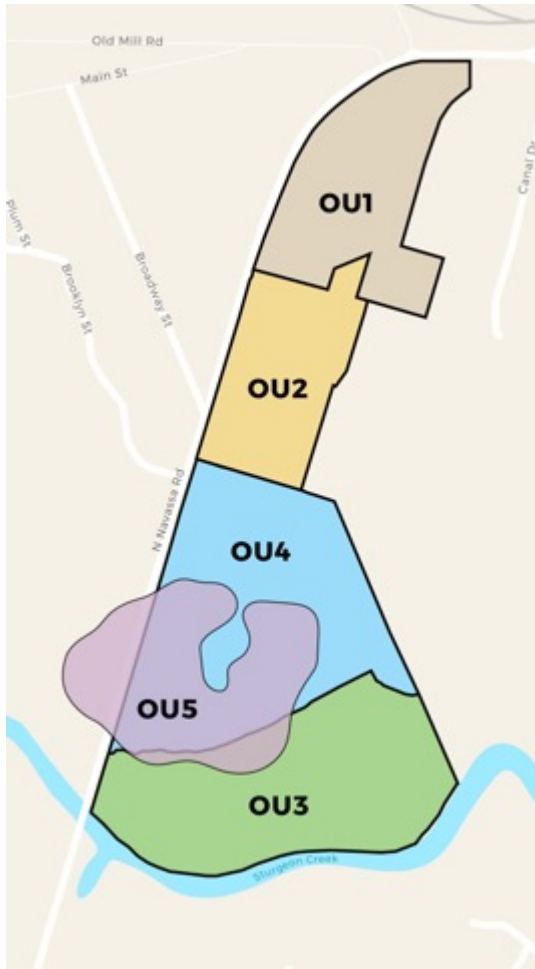 Old Mill Rd
Main St
Canal Dr
OU1
Plum St
Brooklyn St
Broadway St
OU2
N Navassa Rd
OU4
OU5
OU3
Sturgeon Creek